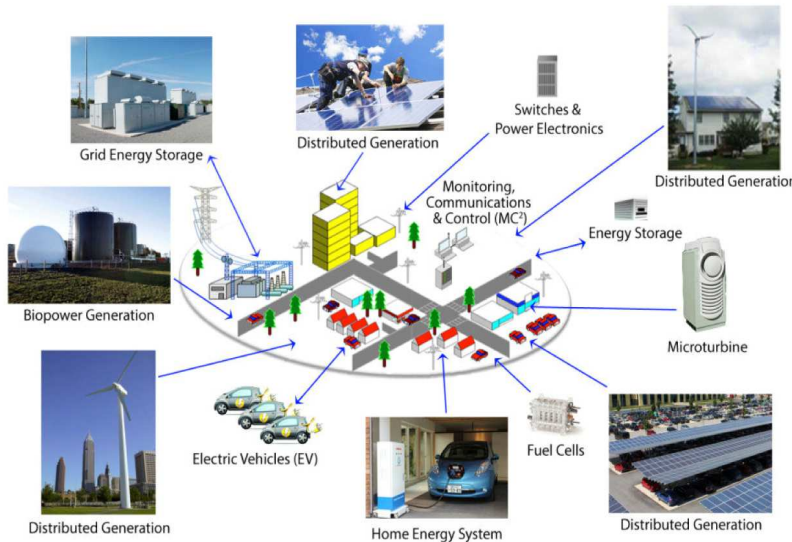 Grid Energy Storage
Distributed Generation
Switches &
Power Electronics
Distributed Generation
Monitoring,
Communications
& Control (MC²)
Energy Storage
Biopower Generation
Microturbine
Electric Vehicles (EV)
Fuel Cells
Distributed Generation
Home Energy System
Distributed Generation